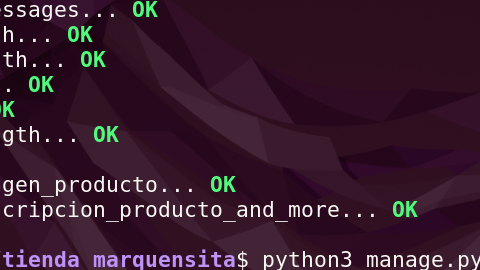 ssages... OK
h... OK
th... OK
. OK
OK
gth... OK
gen_producto... OK
cripcion_producto_and_more... OK
tienda marquensita$ python3 manage.py